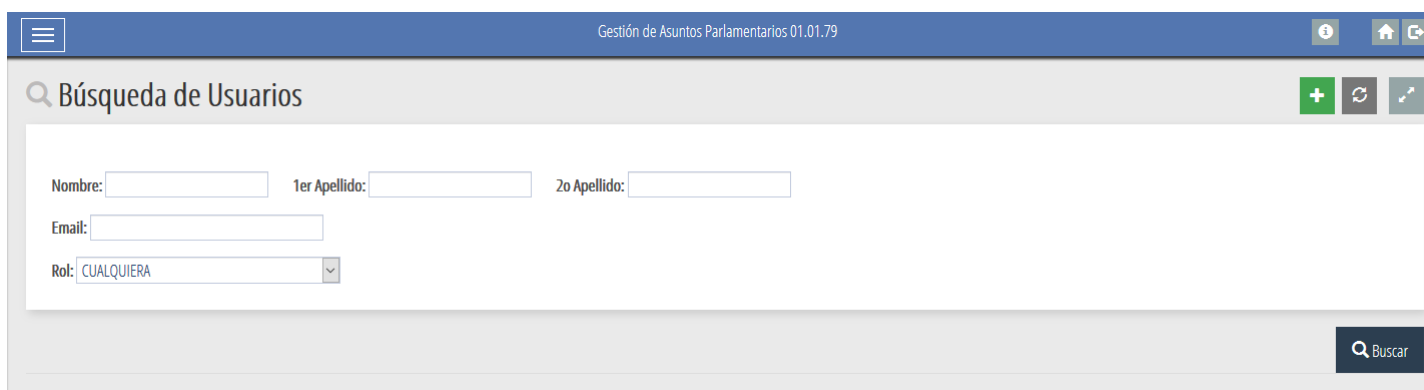 Gestión de Asuntos Parlamentarios 01.01.79
Búsqueda de Usuarios
Nombre: 1er Apellido: 2o Apellido:
Email:
Rol: CUALQUIERA
Buscar